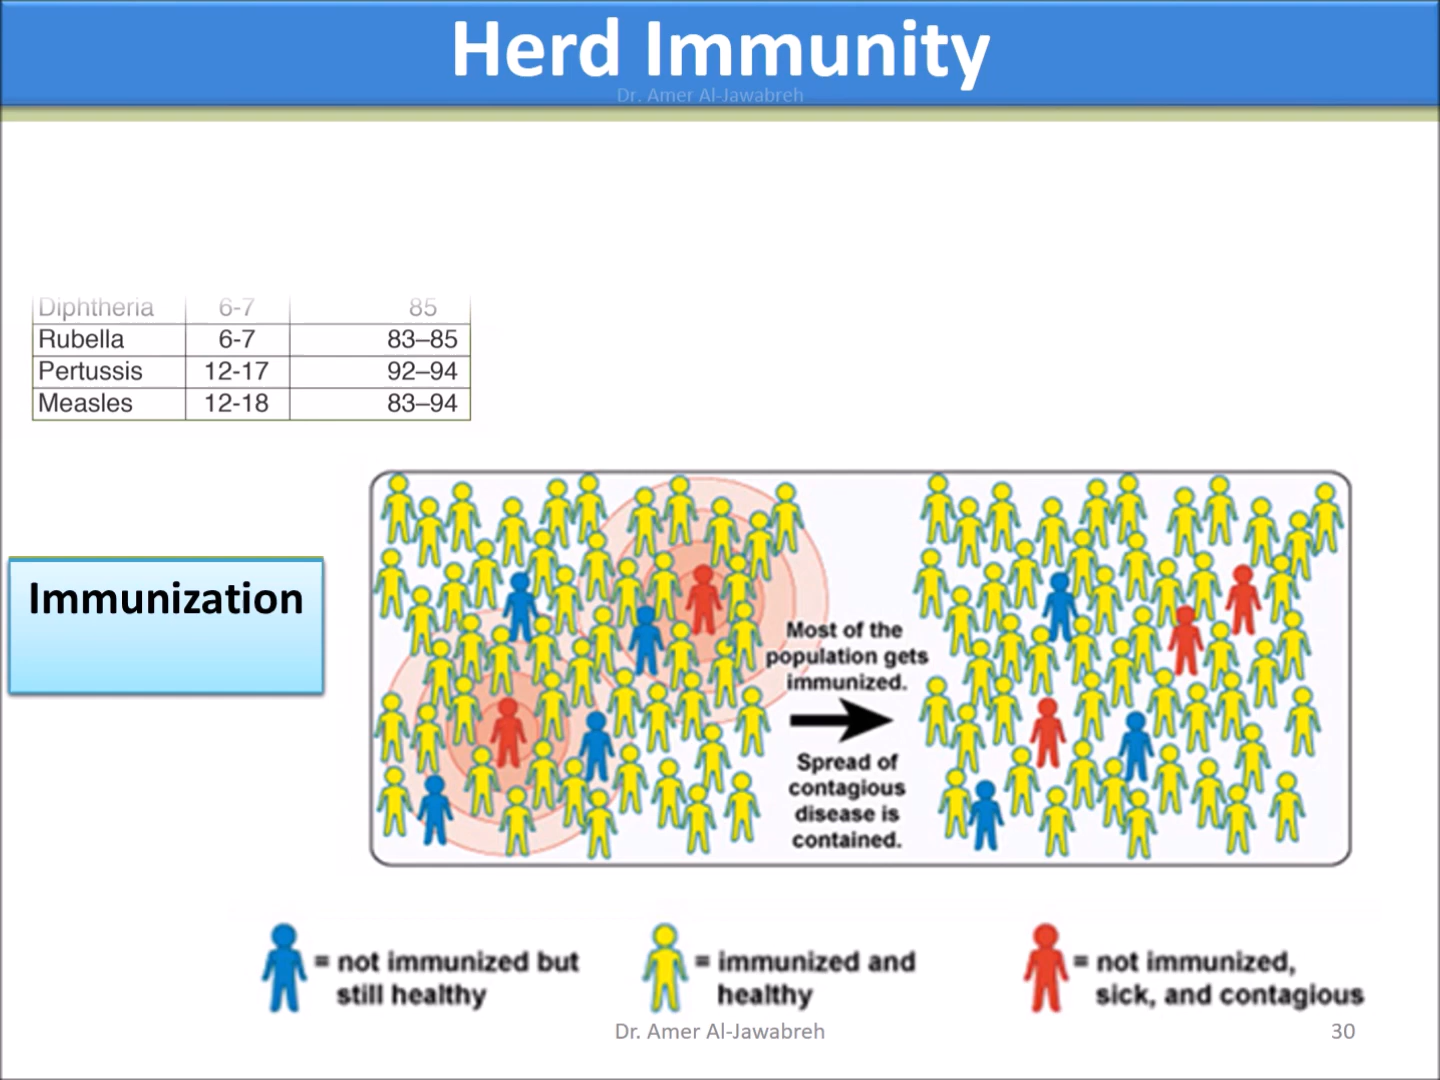 Herd Immunity
Dr. Amer Al-Jawabreh
Diphtheria 6-7 85
Rubella 6-7 83–85
Pertussis 12-17 92–94
Measles 12-18 83–94
Immunization
Most of the
population gets
immunized.
Spread of
contagious
disease is
contained.
= not immunized but
still healthy
= immunized and
healthy
= not immunized,
sick, and contagious
Dr. Amer Al-Jawabreh
30